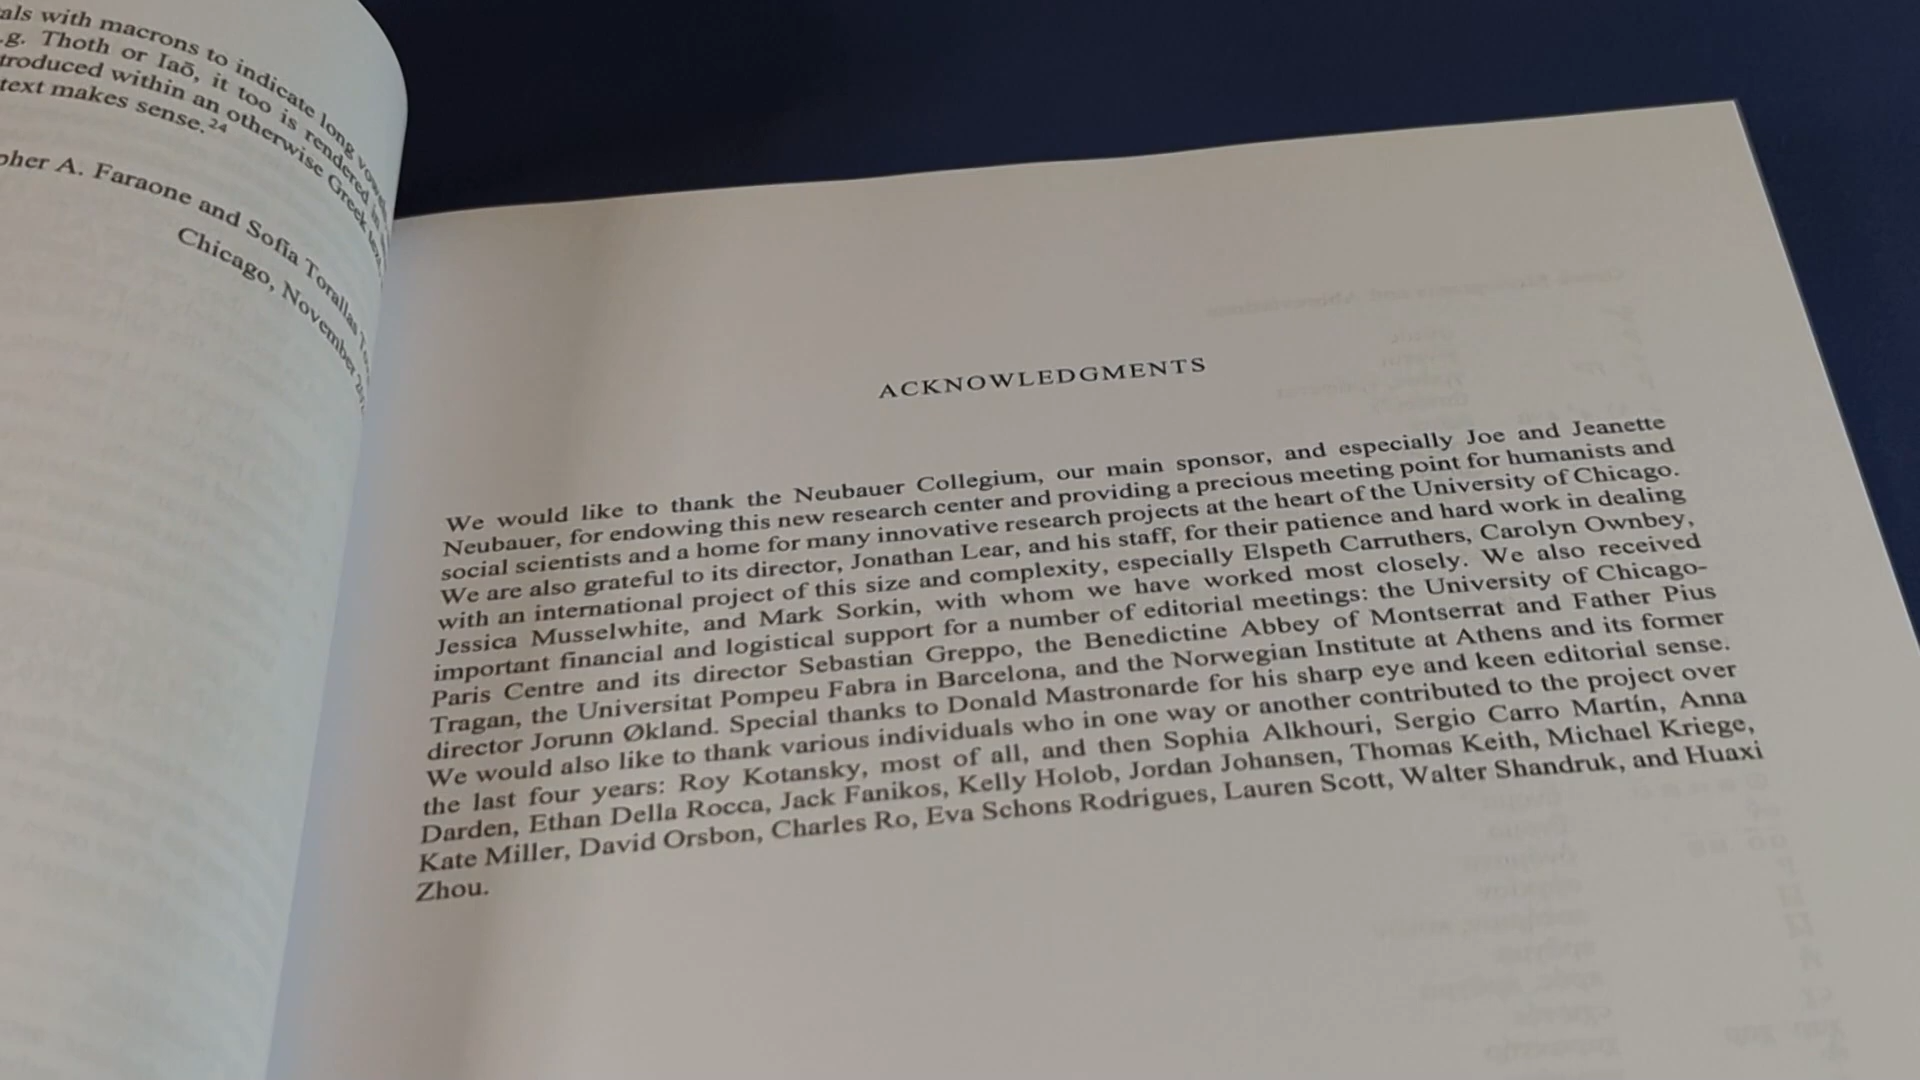 als with macrons to indicate long
.g. Thoth or Iaō, it too is rendered in
troduced within an otherwise Greek
text makes sense.24
pher A. Faraone and Sofía Torallas
Chicago, November
ACKNOWLEDGMENTS
We would like to thank the Neubauer Collegium, our main sponsor, and especially Joe and Jeanette
Neubauer, for endowing this new research center and providing a precious meeting point for humanists and
social scientists and a home for many innovative research projects at the heart of the University of Chicago.
We are also grateful to its director, Jonathan Lear, and his staff, for their patience and hard work in dealing
with an international project of this size and complexity, especially Elspeth Carruthers, Carolyn Ownbey,
Jessica Musselwhite, and Mark Sorkin, with whom we have worked most closely. We also received
important financial and logistical support for a number of editorial meetings: the University of Chicago-
Paris Centre and its director Sebastian Greppo, the Benedictine Abbey of Montserrat and Father Pius
Tragan, the Universitat Pompeu Fabra in Barcelona, and the Norwegian Institute at Athens and its former
director Jorunn Økland. Special thanks to Donald Mastronarde for his sharp eye and keen editorial sense.
We would also like to thank various individuals who in one way or another contributed to the project over
the last four years: Roy Kotansky, most of all, and then Sophia Alkhouri, Sergio Carro Martín, Anna
Darden, Ethan Della Rocca, Jack Fanikos, Kelly Holob, Jordan Johansen, Thomas Keith, Michael Kriege,
Kate Miller, David Orsbon, Charles Ro, Eva Schons Rodrigues, Lauren Scott, Walter Shandruk, and Huaxi
Zhou.